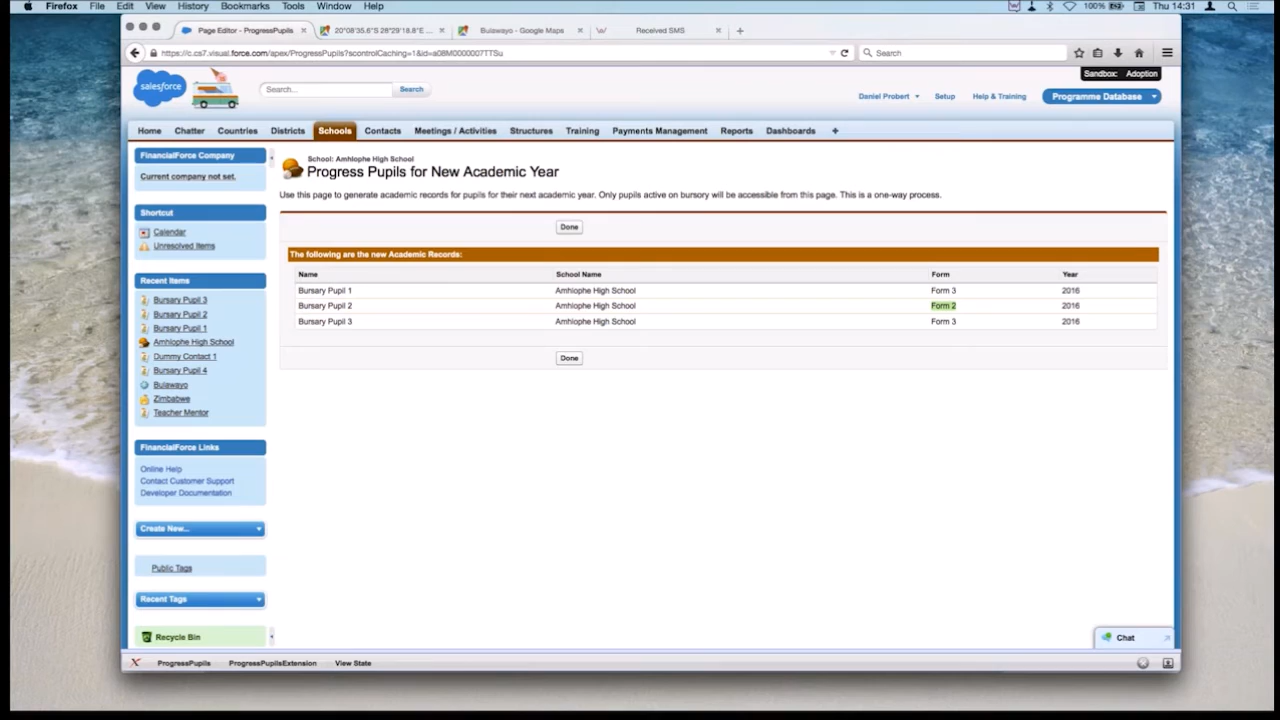 Firefox File Edit View History Bookmarks Tools Window Help 100% Thu 14:31
Page Editor - ProgressPupils 20°08'35.6"S 28°29'18.8"E ... Bulawayo - Google Maps \w/ Received SMS
https://c.cs7.visual.force.com/apex/ProgressPupils?scontrolCaching=1&id=a08M0000007TTSu Search
Sandbox: Adoption
salesforce Search... Search
Daniel Probert Setup Help & Training Programme Database
Home Chatter Countries Districts Schools Contacts Meetings / Activities Structures Training Payments Management Reports Dashboards +
FinancialForce Company
Current company not set.
Shortcut
Calendar
Unresolved Items
Recent Items
Bursary Pupil 3
Bursary Pupil 2
Bursary Pupil 1
Amhlophe High School
Dummy Contact 1
Bursary Pupil 4
Bulawayo
Zimbabwe
Teacher Mentor
FinancialForce Links
Online Help
Contact Customer Support
Developer Documentation
Create New...
Public Tags
Recent Tags
Recycle Bin
School: Amhlophe High School
Progress Pupils for New Academic Year
Use this page to generate academic records for pupils for their next academic year. Only pupils active on bursory will be accessible from this page. This is a one-way process.
Done
The following are the new Academic Records:
Name School Name Form Year
Bursary Pupil 1 Amhlophe High School Form 3 2016
Bursary Pupil 2 Amhlophe High School Form 2 2016
Bursary Pupil 3 Amhlophe High School Form 3 2016
Done
Chat
ProgressPupils ProgressPupilsExtension View State